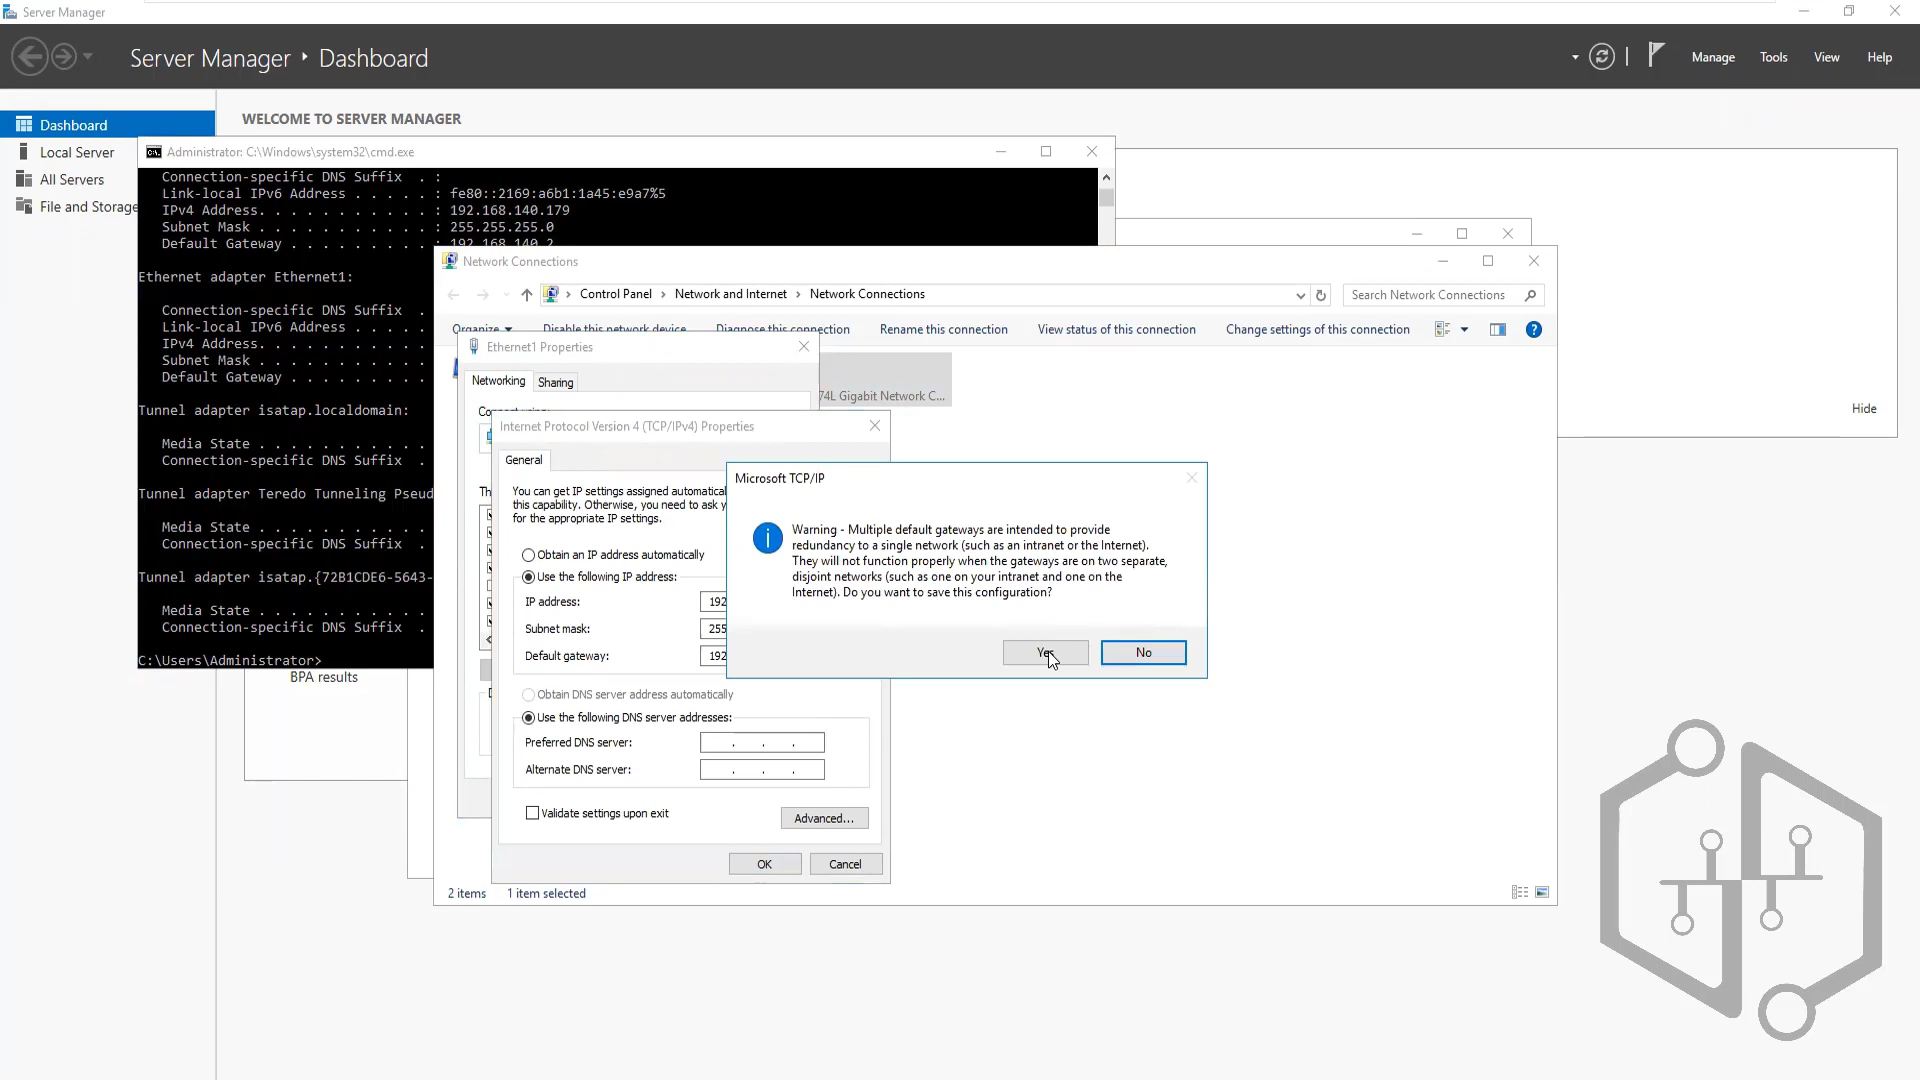 Server Manager
Server Manager ‣ Dashboard
Manage Tools View Help
Dashboard
Local Server
All Servers
File and Storage
WELCOME TO SERVER MANAGER
Administrator: C:\Windows\system32\cmd.exe
Connection-specific DNS Suffix . :
Link-local IPv6 Address . . . . . : fe80::2169:a6b1:1a45:e9a7%5
IPv4 Address. . . . . . . . . . . : 192.168.140.179
Subnet Mask . . . . . . . . . . . : 255.255.255.0
Default Gateway . . . . . . . . . : 192.168.140.2
Ethernet adapter Ethernet1:
Connection-specific DNS Suffix .
Link-local IPv6 Address . . . . .
IPv4 Address. . . . . . . . . . .
Subnet Mask . . . . . . . . . . .
Default Gateway . . . . . . . . .
Tunnel adapter isatap.localdomain:
Media State . . . . . . . . . . .
Connection-specific DNS Suffix .
Tunnel adapter Teredo Tunneling Pseud
Media State . . . . . . . . . . .
Connection-specific DNS Suffix .
Tunnel adapter isatap.{72B1CDE6-5643-
Media State . . . . . . . . . . .
Connection-specific DNS Suffix .
C:\Users\Administrator>
BPA results
Hide
Network Connections
Control Panel › Network and Internet › Network Connections
Search Network Connections
Organize Disable this network device Diagnose this connection Rename this connection View status of this connection Change settings of this connection
74L Gigabit Network C...
Ethernet1 Properties
Networking Sharing
Internet Protocol Version 4 (TCP/IPv4) Properties
General
You can get IP settings assigned automatical
this capability. Otherwise, you need to ask y
for the appropriate IP settings.
Obtain an IP address automatically
Use the following IP address:
IP address: 192
Subnet mask: 255
Default gateway: 192
Obtain DNS server address automatically
Use the following DNS server addresses:
Preferred DNS server: . . .
Alternate DNS server: . . .
Validate settings upon exit
Advanced...
OK Cancel
Microsoft TCP/IP
Warning - Multiple default gateways are intended to provide
redundancy to a single network (such as an intranet or the Internet).
They will not function properly when the gateways are on two separate,
disjoint networks (such as one on your intranet and one on the
Internet). Do you want to save this configuration?
Yes No
2 items 1 item selected